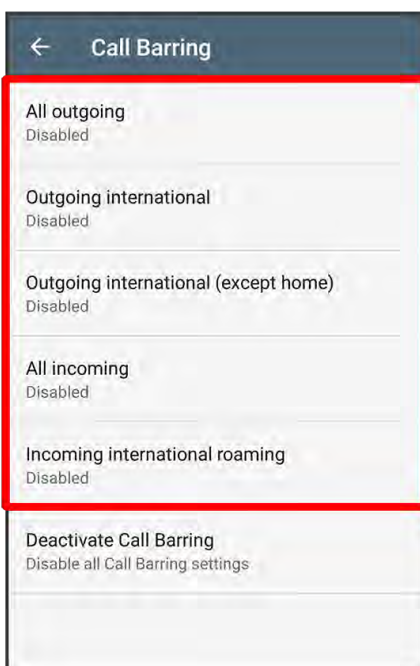 Call Barring
All outgoing
Disabled
Outgoing international
Disabled
Outgoing international (except home)
Disabled
All incoming
Disabled
Incoming international roaming
Disabled
Deactivate Call Barring
Disable all Call Barring settings